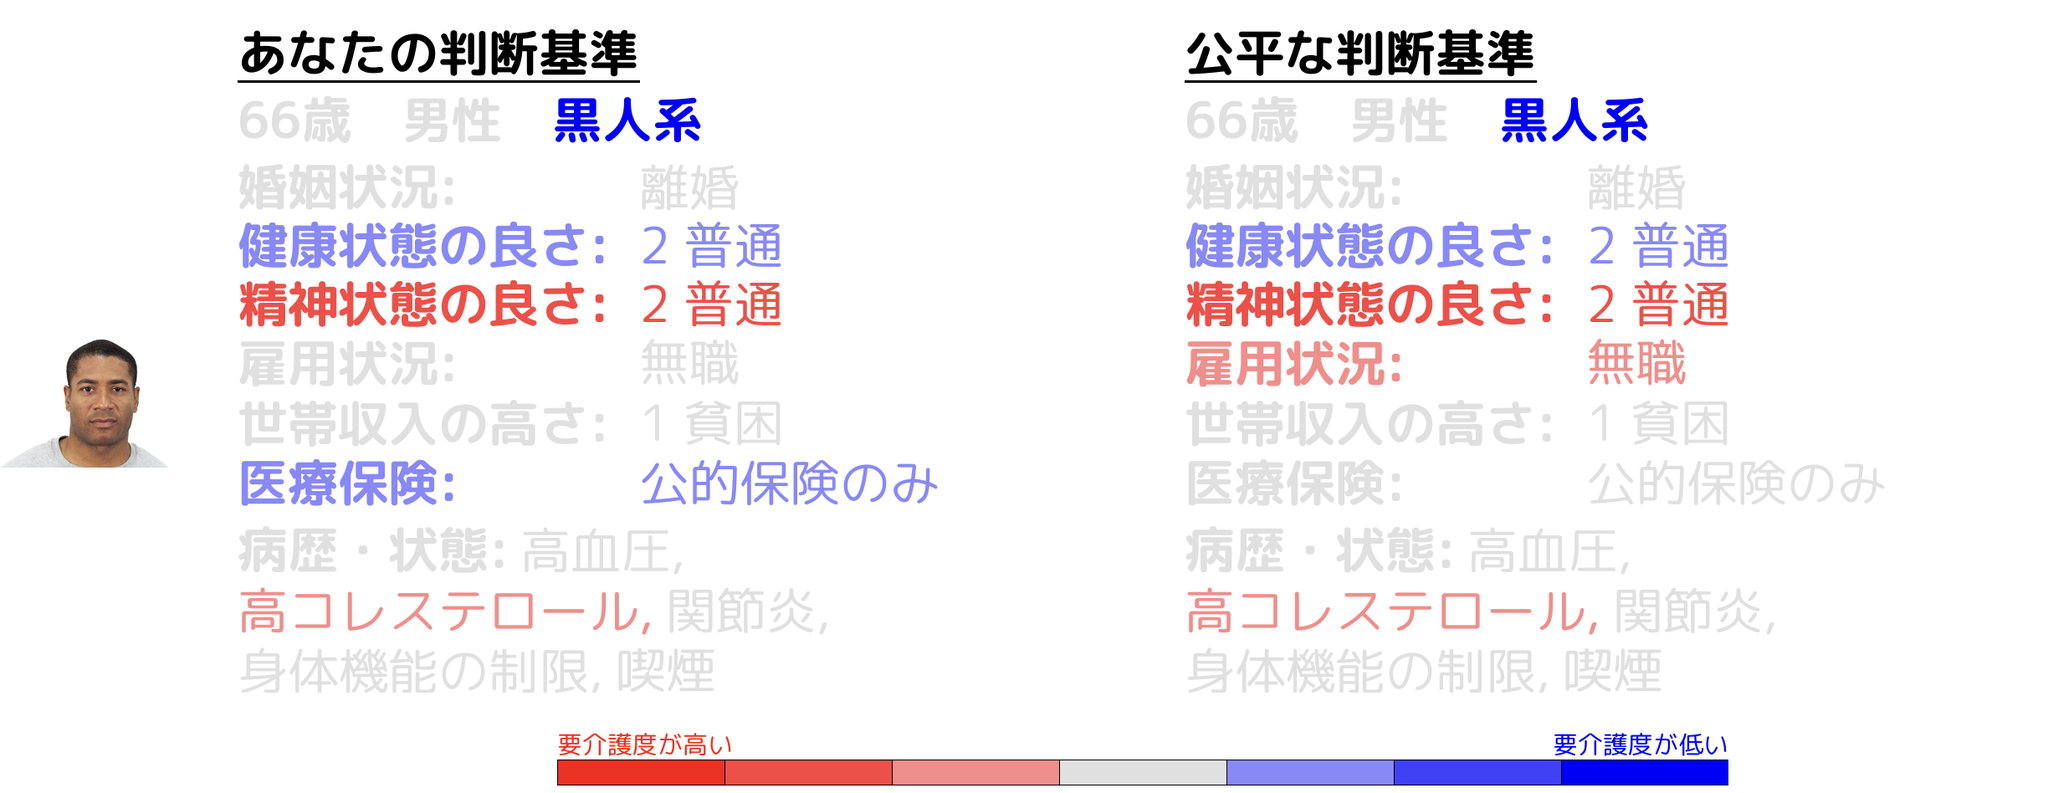 あなたの判断基準
66歳 男性 黒人系
婚姻状況: 離婚
健康状態の良さ: 2 普通
精神状態の良さ: 2 普通
雇用状況: 無職
世帯収入の高さ: 1 貧困
医療保険: 公的保険のみ
病歴・状態: 高血圧,
高コレステロール, 関節炎,
身体機能の制限, 喫煙
公平な判断基準
66歳 男性 黒人系
婚姻状況: 離婚
健康状態の良さ: 2 普通
精神状態の良さ: 2 普通
雇用状況: 無職
世帯収入の高さ: 1 貧困
医療保険: 公的保険のみ
病歴・状態: 高血圧,
高コレステロール, 関節炎,
身体機能の制限, 喫煙
要介護度が高い
要介護度が低い